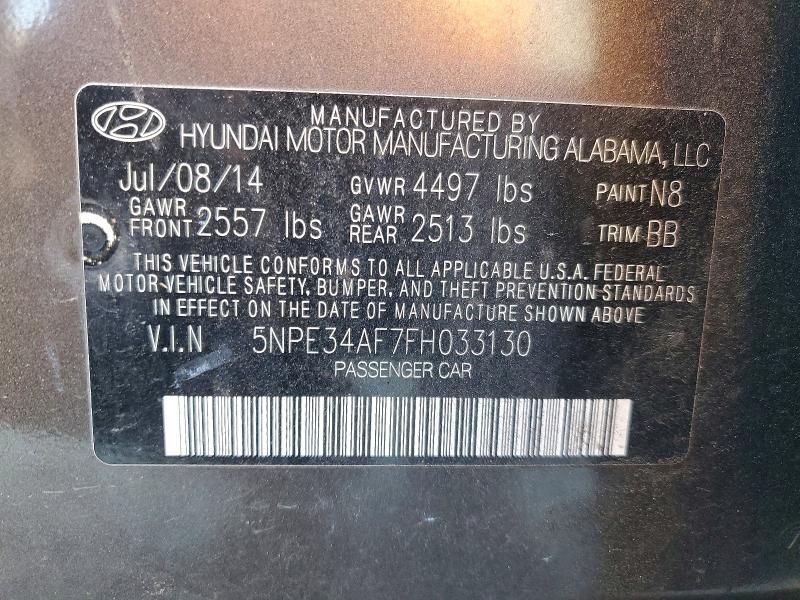 MANUFACTURED BY
HYUNDAI MOTOR MANUFACTURING ALABAMA, LLC
Jul/08/14 GVWR 4497 lbs PAINT N8
GAWR FRONT 2557 lbs GAWR REAR 2513 lbs TRIM BB
THIS VEHICLE CONFORMS TO ALL APPLICABLE U.S.A. FEDERAL
MOTOR VEHICLE SAFETY, BUMPER, AND THEFT PREVENTION STANDARDS
IN EFFECT ON THE DATE OF MANUFACTURE SHOWN ABOVE
V.I.N 5NPE34AF7FH033130
PASSENGER CAR